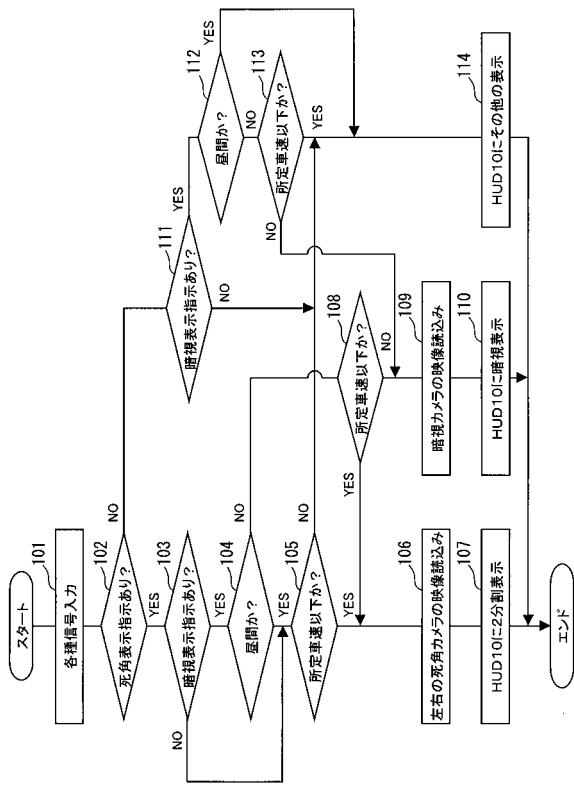 スタート
101
各種信号入力
102
死角表示指示あり?
NO
YES
103
暗視表示指示あり?
NO
YES
104
昼間か?
NO
YES
105
所定車速以下か?
NO
YES
106
左右の死角カメラの映像読込み
107
HUD10に2分割表示
エンド
108
所定車速以下か?
YES
NO
109
暗視カメラの映像読込み
110
HUD10に暗視表示
111
暗視表示指示あり?
YES
NO
112
昼間か?
YES
NO
113
所定車速以下か?
NO
YES
114
HUD10にその他の表示